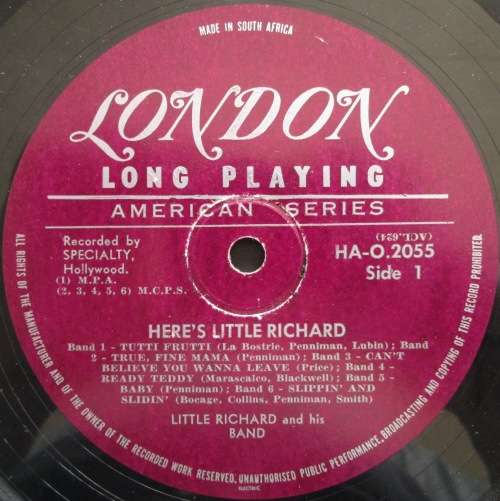 MADE IN SOUTH AFRICA
LONDON
LONG PLAYING
AMERICAN SERIES
Recorded by
SPECIALTY,
Hollywood.
(1) M.P.A.
(2, 3, 4, 5, 6) M.C.P.S.
(ACL.624)
HA-O.2055
Side 1
HERE'S LITTLE RICHARD
Band 1 - TUTTI FRUTTI (La Bostrie, Penniman, Lubin); Band
2 - TRUE, FINE MAMA (Penniman); Band 3 - CAN'T
BELIEVE YOU WANNA LEAVE (Price); Band 4 -
READY TEDDY (Marascalco, Blackwell); Band 5 -
BABY (Penniman); Band 6 - SLIPPIN' AND
SLIDIN' (Bocage, Collins, Penniman, Smith)
LITTLE RICHARD and his
BAND
ALL RIGHTS OF THE MANUFACTURER AND OF THE OWNER OF THE RECORDED WORK RESERVED. UNAUTHORISED PUBLIC PERFORMANCE, BROADCASTING AND COPYING OF THIS RECORD PROHIBITED.